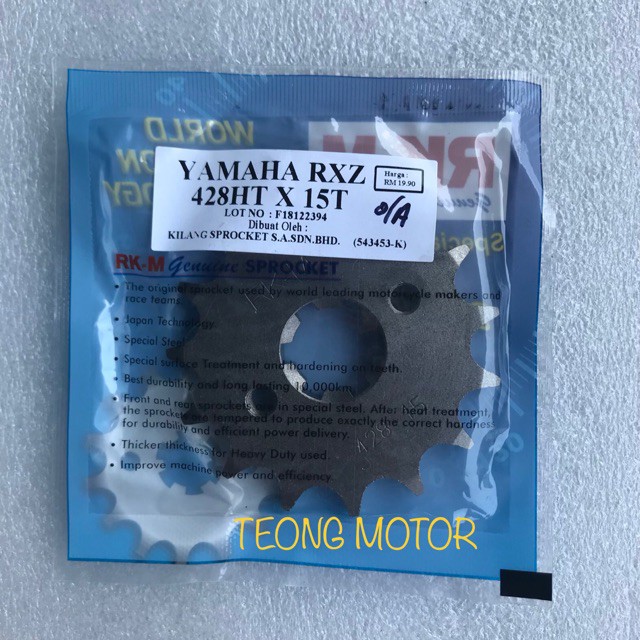 WORLD
RK-M
YAMAHA RXZ
Harga :
RM 19.90
428HT X 15T
O/A
LOT NO : F18122394
Dibuat Oleh :
KILANG SPROCKET S.A.SDN.BHD. (543453-K)
RK-M Genuine SPROCKET
• The original sprocket used by world leading motorcycle makers and
race teams.
• Japan Technology.
• Special Steel
• Special surface Treatment and hardening on teeth.
• Best durability and long lasting 10,000km
• Front and rear sprockets are in special steel. After heat treatment,
the sprockets are tempered to produce exactly the correct hardness
for durability and efficient power delivery.
• Thicker thickness for Heavy Duty used.
• Improve machine power and efficiency.
428
15
TEONG MOTOR